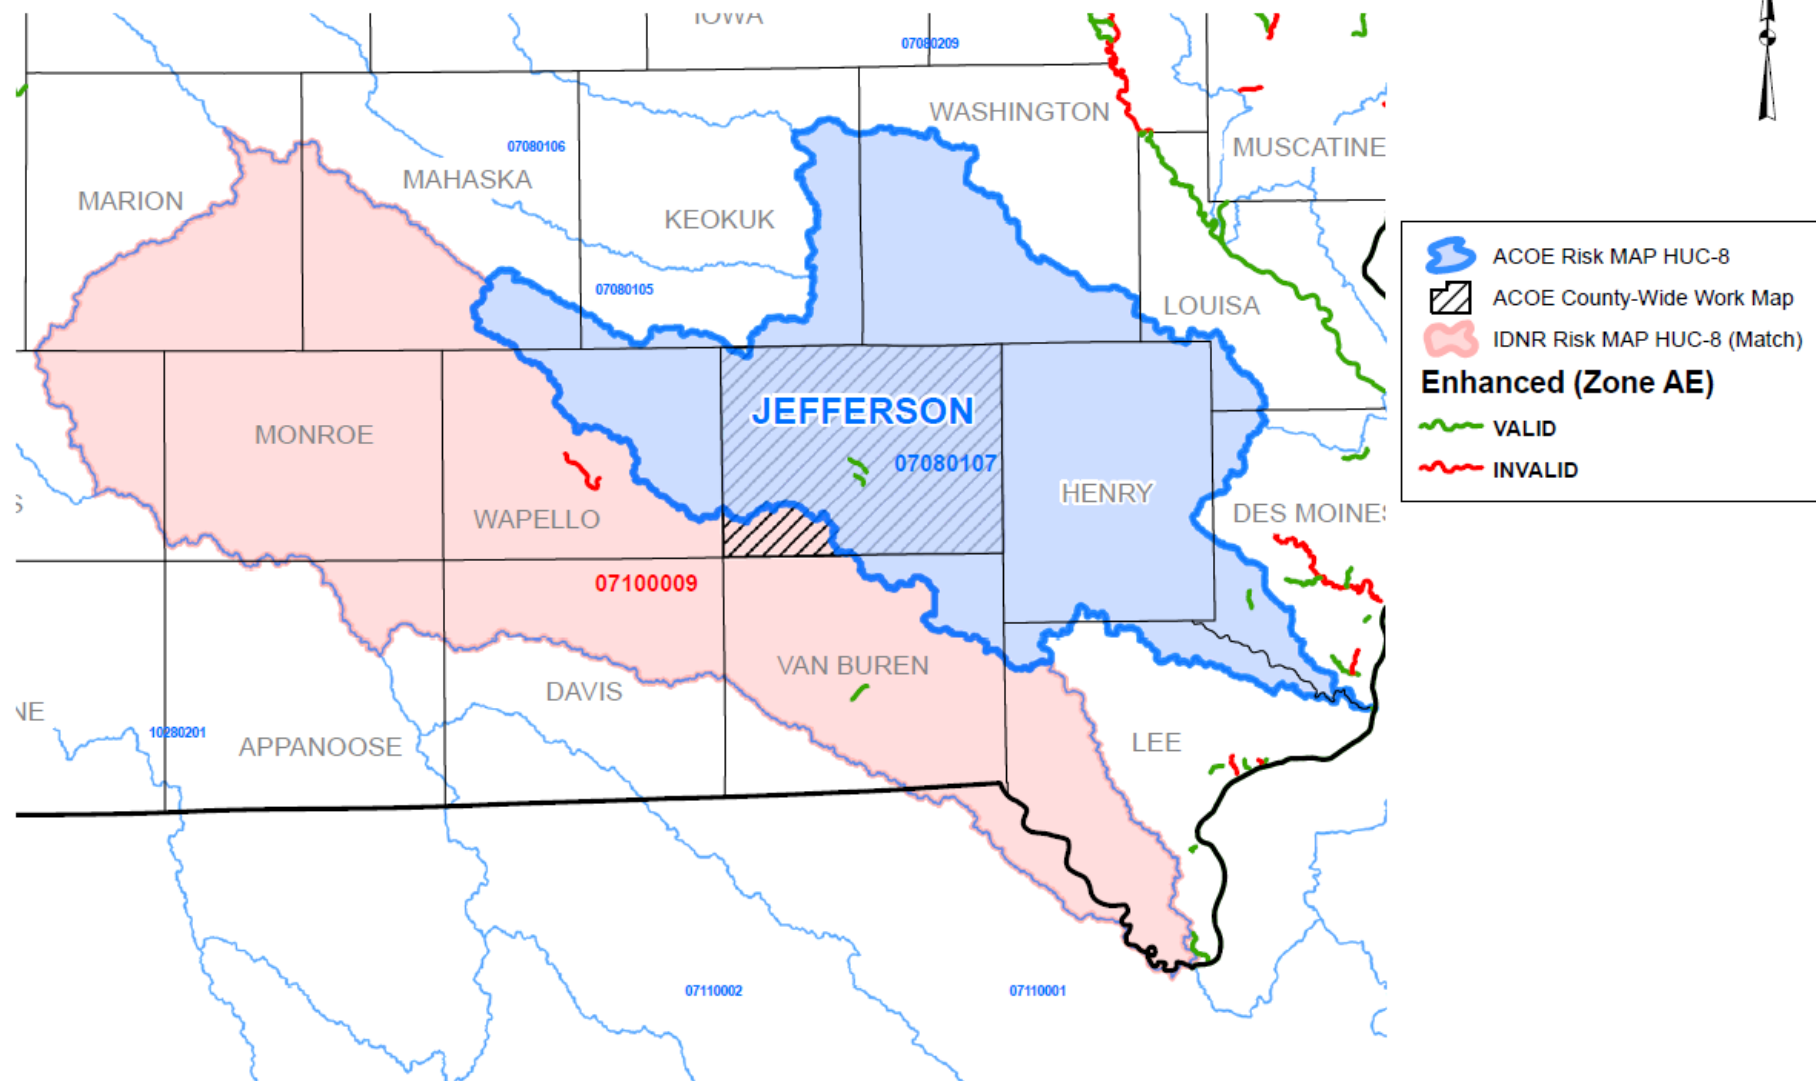 IOWA
07080209
WASHINGTON
MUSCATINE
07080106
MAHASKA
MARION
KEOKUK
07080105
LOUISA
ACOE Risk MAP HUC-8
ACOE County-Wide Work Map
IDNR Risk MAP HUC-8 (Match)
Enhanced (Zone AE)
VALID
INVALID
JEFFERSON
MONROE
07080107
HENRY
S
WAPELLO
DES MOINES
07100009
VAN BUREN
DAVIS
NE
10280201
APPANOOSE
LEE
07110002
07110001